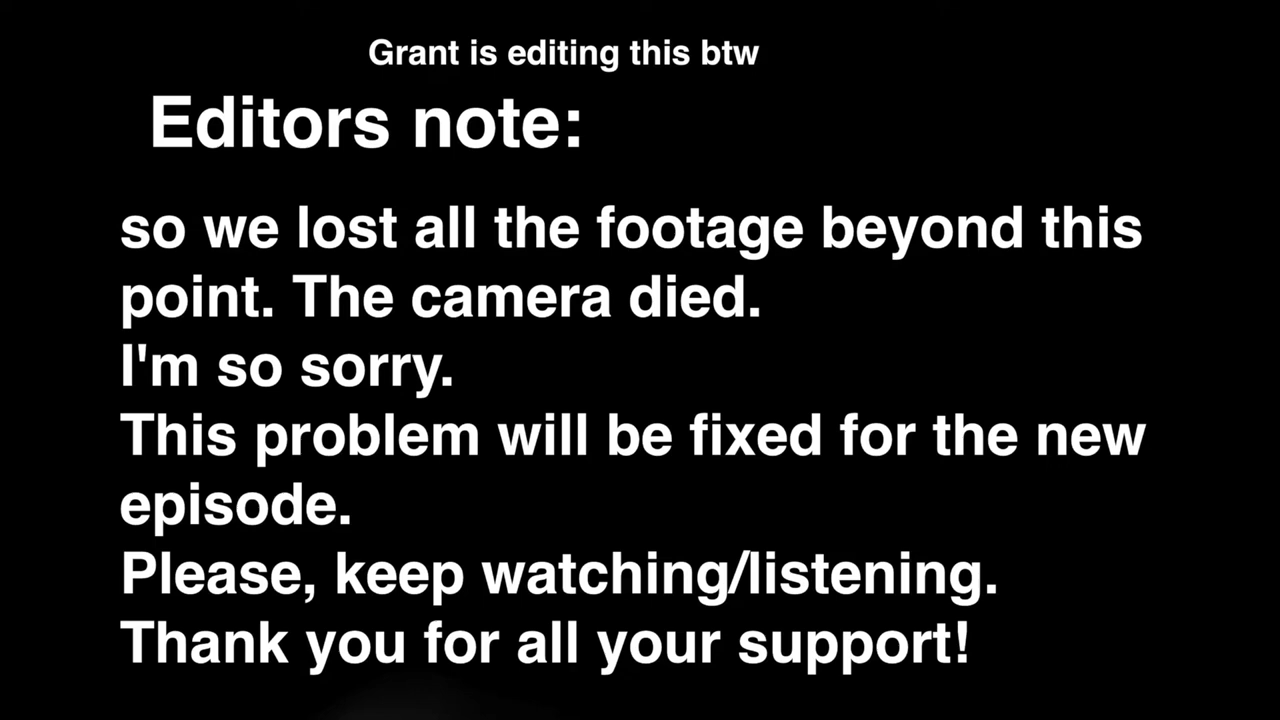 Grant is editing this btw
Editors note:
so we lost all the footage beyond this
point. The camera died.
I'm so sorry.
This problem will be fixed for the new
episode.
Please, keep watching/listening.
Thank you for all your support!